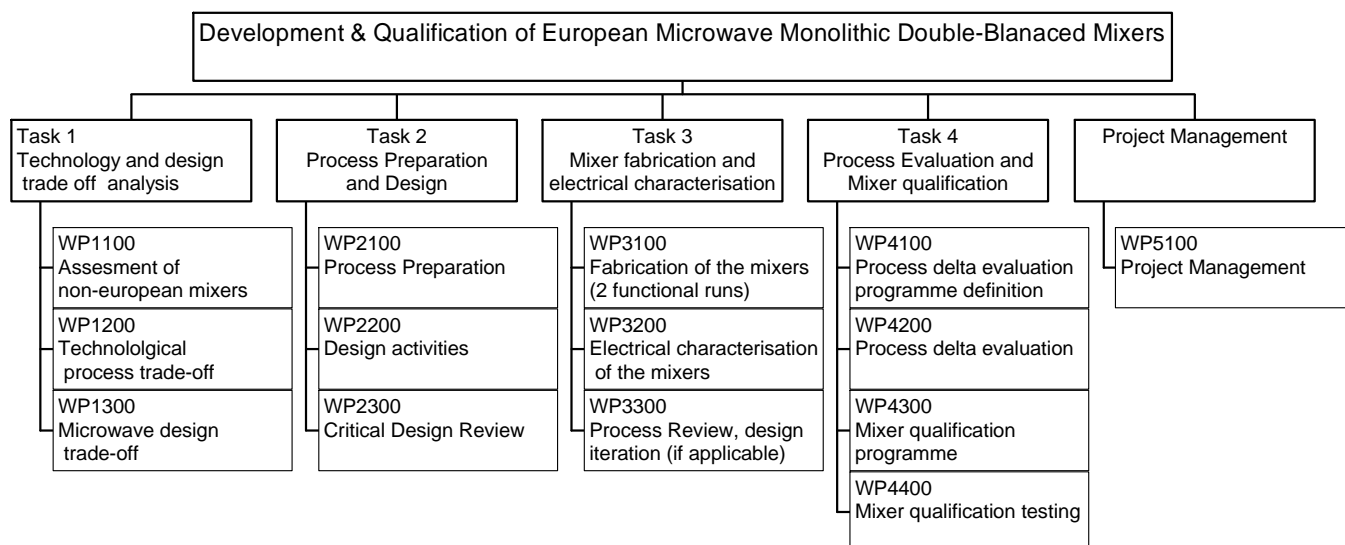 Development & Qualification of European Microwave Monolithic Double-Blanaced Mixers
Task 1
Technology and design
trade off analysis
WP1100
Assesment of
non-european mixers
WP1200
Technololgical
process trade-off
WP1300
Microwave design
trade-off
Task 2
Process Preparation
and Design
WP2100
Process Preparation
WP2200
Design activities
WP2300
Critical Design Review
Task 3
Mixer fabrication and
electrical characterisation
WP3100
Fabrication of the mixers
(2 functional runs)
WP3200
Electrical characterisation
of the mixers
WP3300
Process Review, design
iteration (if applicable)
Task 4
Process Evaluation and
Mixer qualification
WP4100
Process delta evaluation
programme definition
WP4200
Process delta evaluation
WP4300
Mixer qualification
programme
WP4400
Mixer qualification testing
Project Management
WP5100
Project Management